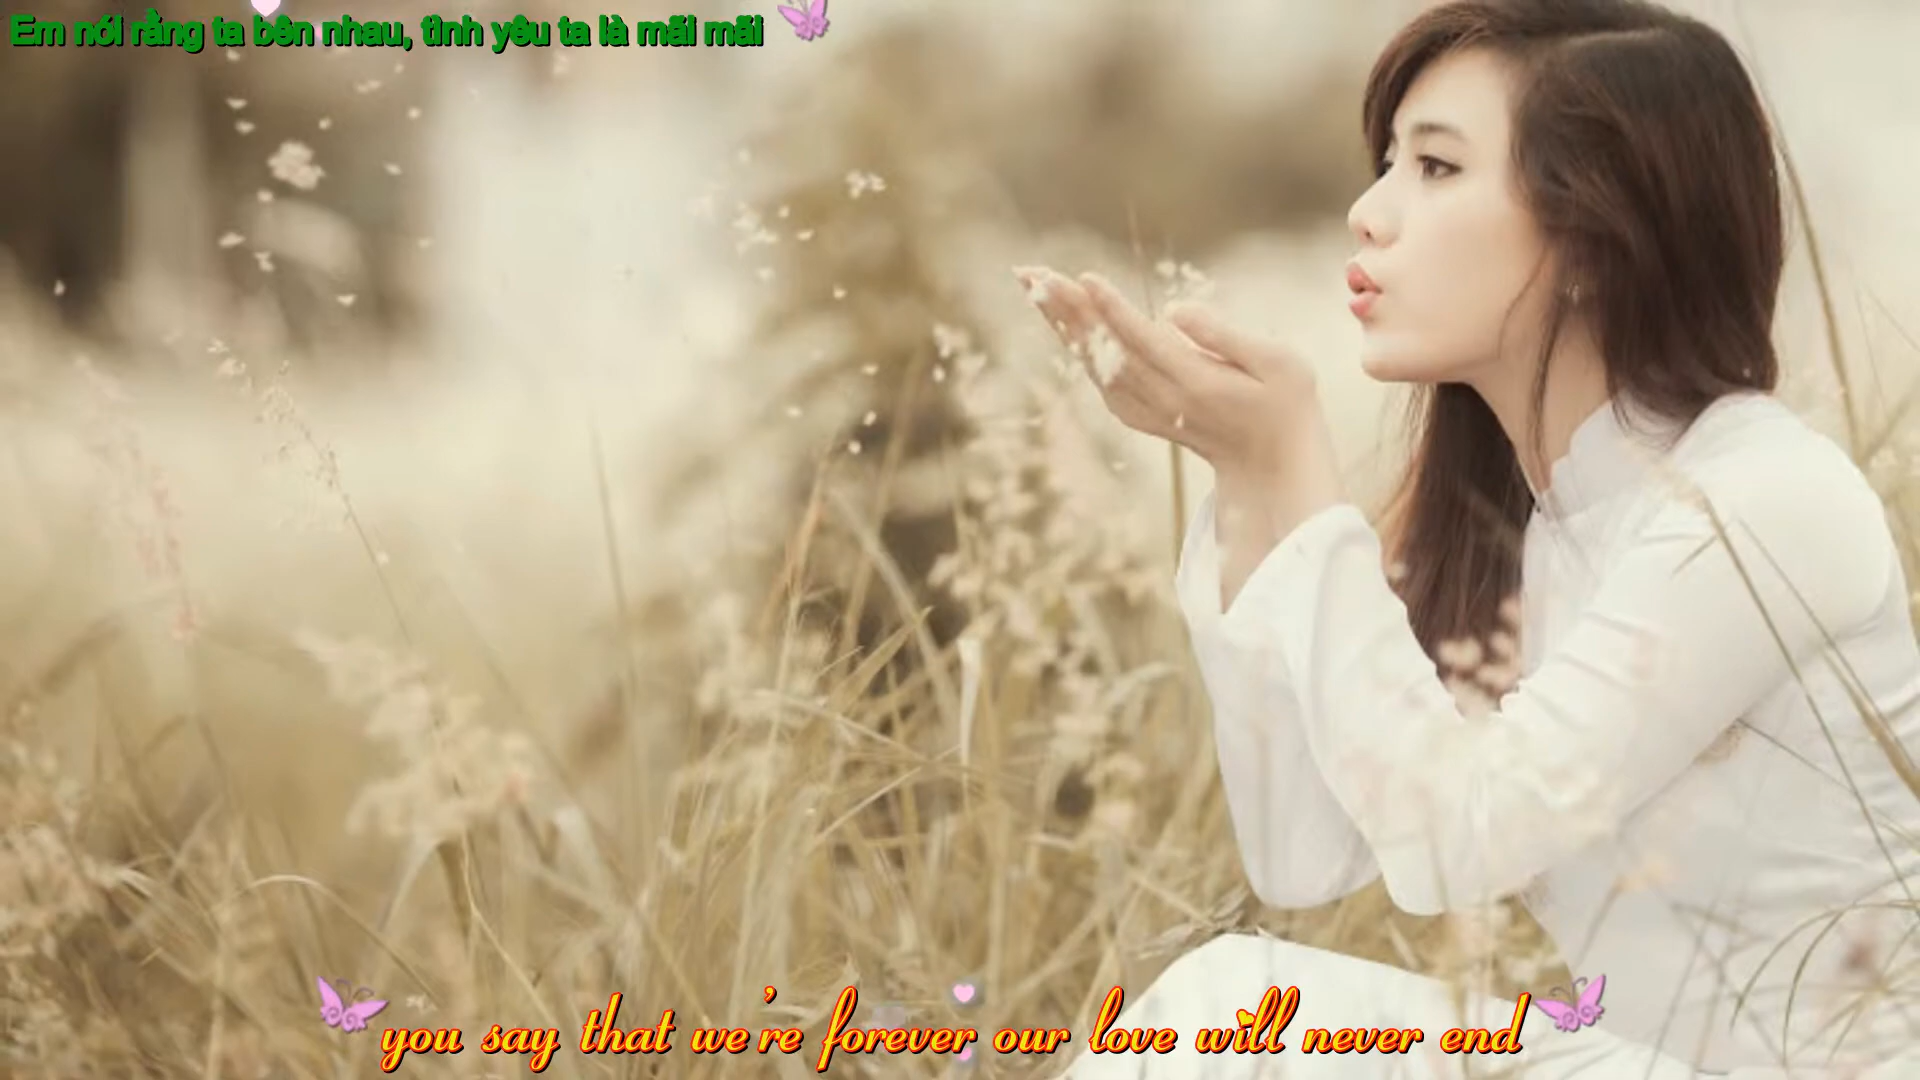 Em nói rằng ta bên nhau, tình yêu ta là mãi mãi
you say that we're forever our love will never end